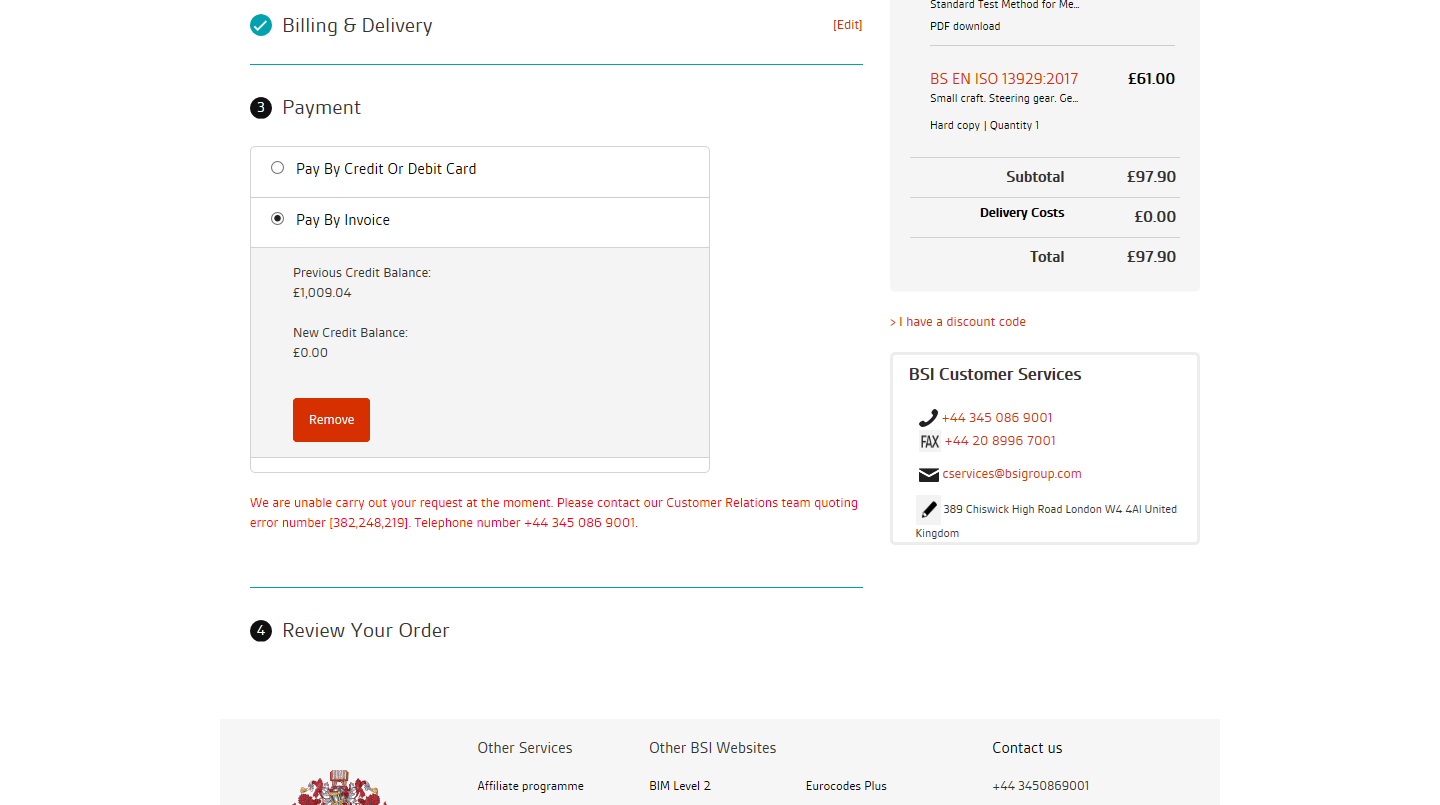 Billing & Delivery
[Edit]
3 Payment
Pay By Credit Or Debit Card
Pay By Invoice
Previous Credit Balance:
£1,009.04
New Credit Balance:
£0.00
Remove
We are unable carry out your request at the moment. Please contact our Customer Relations team quoting
error number [382,248,219]. Telephone number +44 345 086 9001.
4 Review Your Order
Standard Test Method for Me...
PDF download
BS EN ISO 13929:2017 £61.00
Small craft. Steering gear. Ge...
Hard copy | Quantity 1
Subtotal £97.90
Delivery Costs £0.00
Total £97.90
> I have a discount code
BSI Customer Services
+44 345 086 9001
FAX +44 20 8996 7001
cservices@bsigroup.com
389 Chiswick High Road London W4 4AI United
Kingdom
Other Services
Affiliate programme
Other BSI Websites
BIM Level 2
Eurocodes Plus
Contact us
+44 3450869001